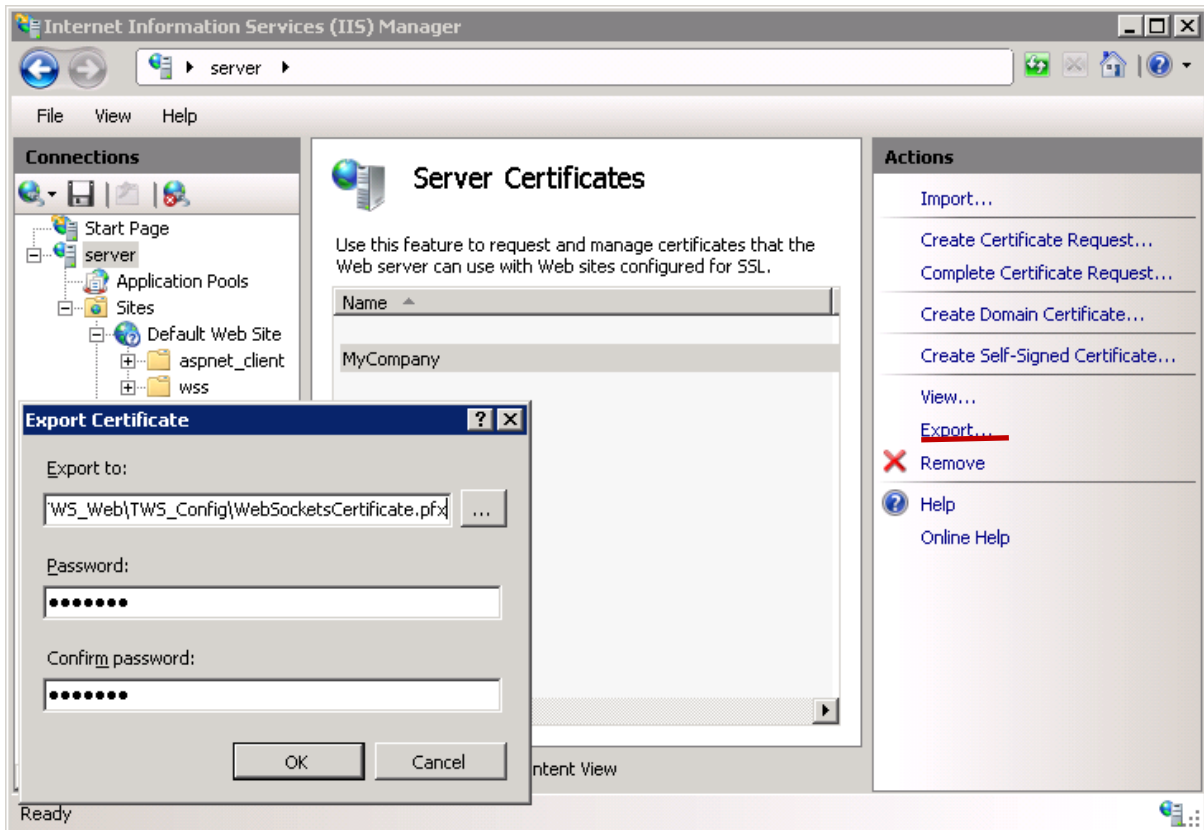 Internet Information Services (IIS) Manager
server
File View Help
Connections
Start Page
server
Application Pools
Sites
Default Web Site
aspnet_client
wss
Server Certificates
Use this feature to request and manage certificates that the
Web server can use with Web sites configured for SSL.
Name
MyCompany
Actions
Import...
Create Certificate Request...
Complete Certificate Request...
Create Domain Certificate...
Create Self-Signed Certificate...
View...
Export...
Remove
Help
Online Help
Export Certificate
Export to:
WS_Web\TWS_Config\WebSocketsCertificate.pfx
...
Password:
•••••••
Confirm password:
•••••••
OK Cancel
ntent View
Ready